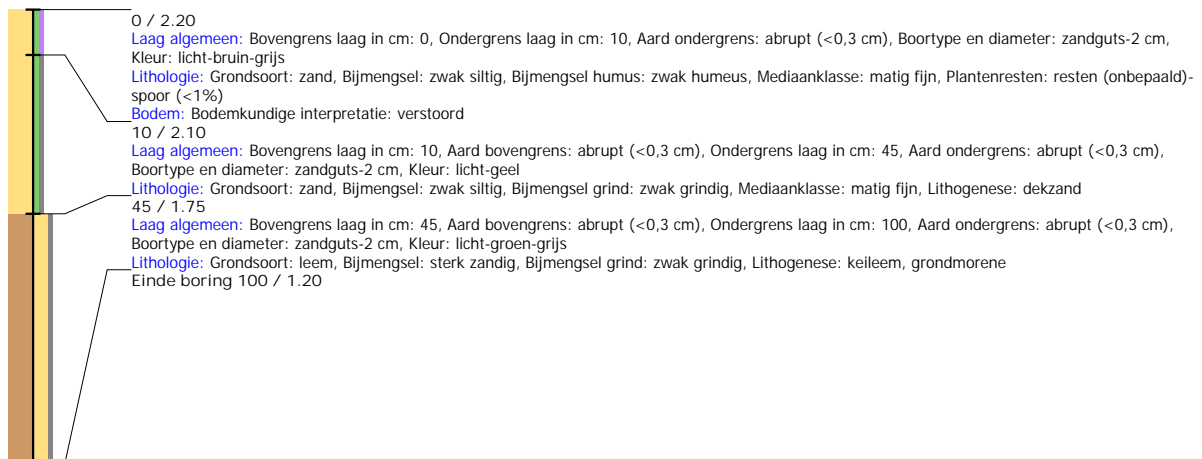 0 / 2.20
Laag algemeen: Bovengrens laag in cm: 0, Ondergrens laag in cm: 10, Aard ondergrens: abrupt (<0,3 cm), Boortype en diameter: zandguts-2 cm,
Kleur: licht-bruin-grijs
Lithologie: Grondsoort: zand, Bijmengsel: zwak siltig, Bijmengsel humus: zwak humeus, Mediaanklasse: matig fijn, Plantenresten: resten (onbepaald)-
spoor (<1%)
Bodem: Bodemkundige interpretatie: verstoord
10 / 2.10
Laag algemeen: Bovengrens laag in cm: 10, Aard bovengrens: abrupt (<0,3 cm), Ondergrens laag in cm: 45, Aard ondergrens: abrupt (<0,3 cm),
Boortype en diameter: zandguts-2 cm, Kleur: licht-geel
Lithologie: Grondsoort: zand, Bijmengsel: zwak siltig, Bijmengsel grind: zwak grindig, Mediaanklasse: matig fijn, Lithogenese: dekzand
45 / 1.75
Laag algemeen: Bovengrens laag in cm: 45, Aard bovengrens: abrupt (<0,3 cm), Ondergrens laag in cm: 100, Aard ondergrens: abrupt (<0,3 cm),
Boortype en diameter: zandguts-2 cm, Kleur: licht-groen-grijs
Lithologie: Grondsoort: leem, Bijmengsel: sterk zandig, Bijmengsel grind: zwak grindig, Lithogenese: keileem, grondmorene
Einde boring 100 / 1.20